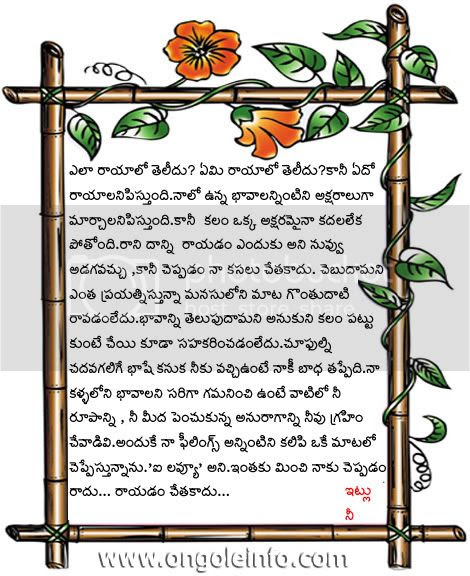 ఎలా రాయాలో తెలీదు? ఏమి రాయాలో తెలీదు?కానీ ఏదో
రాయాలనిపిస్తుంది.నాలో ఉన్న భావాలన్నింటిని అక్షరాలుగా
మార్చాలనిపిస్తుంది.కానీ కలం ఒక్క అక్షరమైనా కదలలేక
పోతోంది.రాని దాన్ని రాయడం ఎందుకు అని నువ్వు
అడగవచ్చు ,కానీ చెప్పడం నా కసలు చేతకాదు. చెబుదామని
ఎంత ప్రయత్నిస్తున్నా మనసులోని మాట గొంతుదాటి
రావడంలేదు.భావాన్ని తెలుపుదామని అనుకుని కలం పట్టు
కుంటే వేయి కూడా సహకరించడంలేదు.చూపుల్ని
చదవగలిగే భాషే కనుక నీకు వచ్చిఉంటే నాకీ బాధ తప్పేది.నా
కళ్ళలోని భావాలని సరిగా గమనించి ఉంటే వాటిలో నీ
రూపాన్ని , నీ మీద పెంచుకున్న అనురాగాన్ని నీవు గ్రహిం
చేవాడివి.అందుకే నా ఫీలింగ్స్ అన్నింటిని కలిపి ఒకే మాటలో
చెప్పేస్తున్నాను.'ఐ లవ్యూ' అని.ఇంతకు మించి నాకు చెప్పడం
రాదు... రాయడం చేతకాదు...
ఇట్లు
నీ
www.ongoleinfo.com